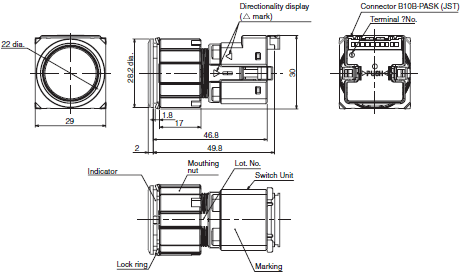 Directionality display
(△ mark)
Connector B10B-PASK (JST)
Terminal ?No.
22 dia.
28.2 dia.
30
PUSH
29
1.8
17
46.8
2
49.8
Indicator
Mouthing
nut
Lot. No.
Switch Unit
Lock ring
Marking